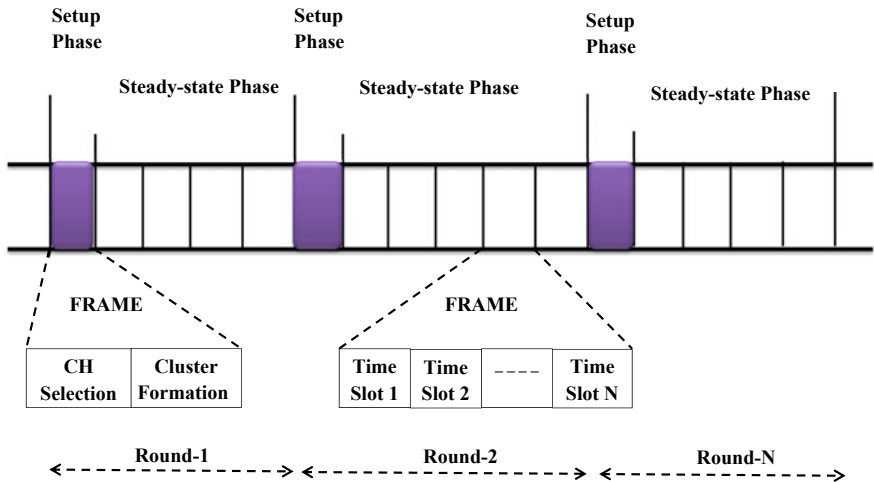 Setup
Phase
Setup
Phase
Setup
Phase
Steady-state Phase
Steady-state Phase
Steady-state Phase
FRAME
FRAME
CH
Selection
Cluster
Formation
Time
Slot 1
Time
Slot 2
----
Time
Slot N
Round-1
Round-2
Round-N